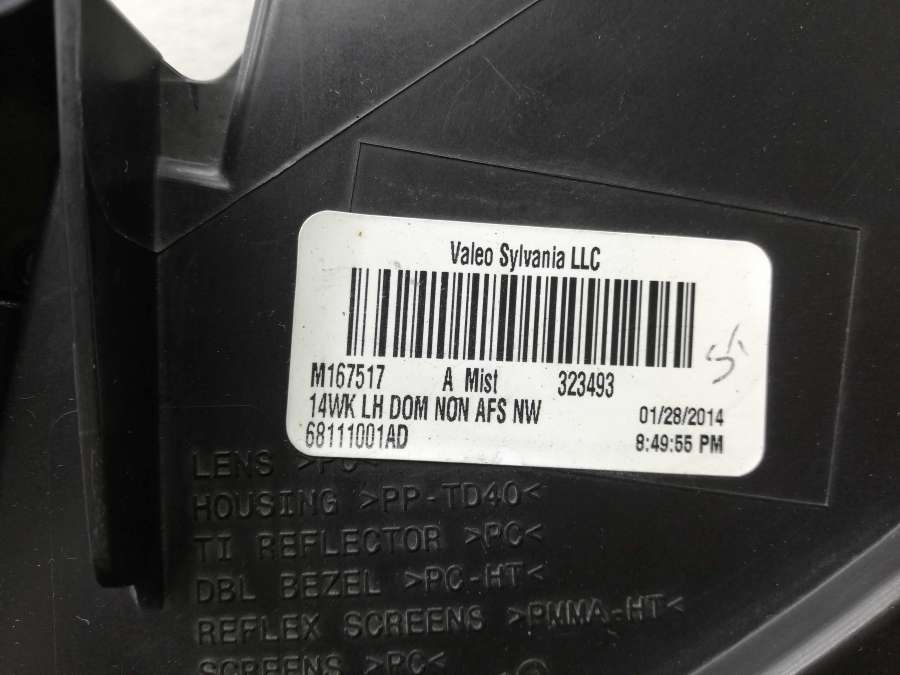 Valeo Sylvania LLC
M167517 A Mist 323493
14WK LH DOM NON AFS NW 01/28/2014
68111001AD 8:49:55 PM
LENS >PC<
HOUSING >PP-TD40<
TI REFLECTOR >PC<
DBL BEZEL >PC-HT<
REFLEX SCREENS >PMMA-HT<
SCREENS >PC<